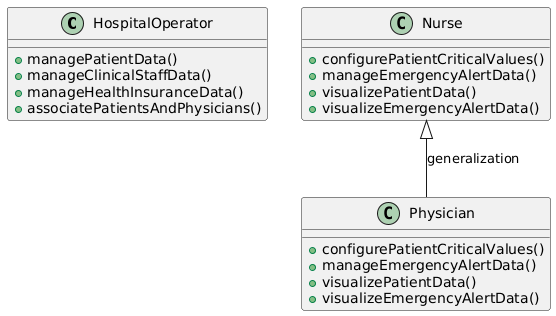 C HospitalOperator
managePatientData()
manageClinicalStaffData()
manageHealthInsuranceData()
associatePatientsAndPhysicians()
C Nurse
configurePatientCriticalValues()
manageEmergencyAlertData()
visualizePatientData()
visualizeEmergencyAlertData()
generalization
C Physician
configurePatientCriticalValues()
manageEmergencyAlertData()
visualizePatientData()
visualizeEmergencyAlertData()